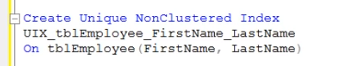 Create Unique NonClustered Index
UIX_tblEmployee_FirstName_LastName
On tblEmployee(FirstName, LastName)